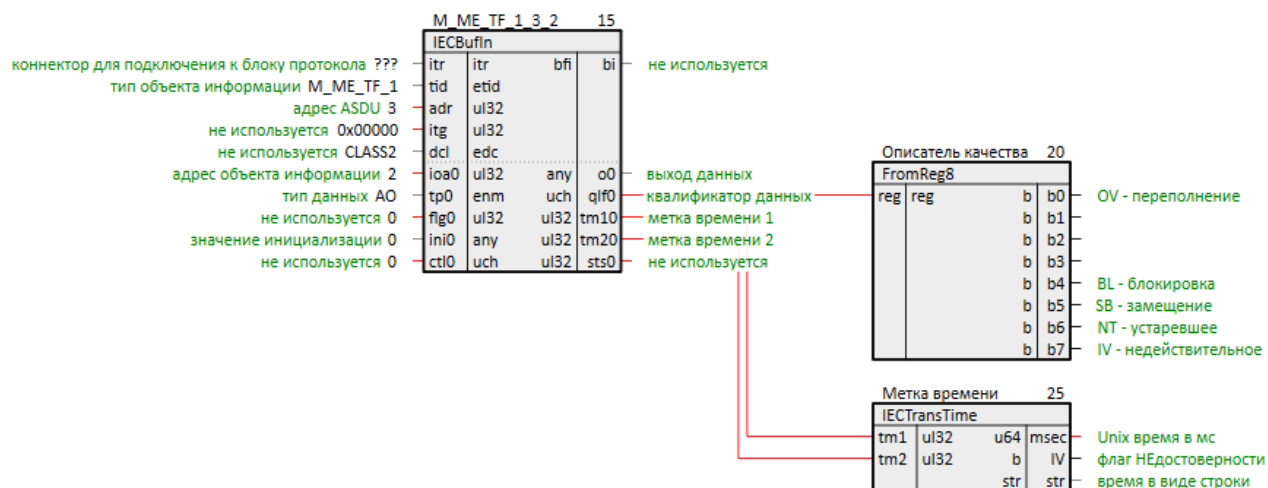 M_ME_TF_1_3_2 15
IECBufIn
коннектор для подключения к блоку протокола ??? itr itr bfi bi не используется
тип объекта информации M_ME_TF_1 tid etid
адрес ASDU 3 adr ul32
не используется 0x00000 itg ul32
не используется CLASS2 dcl edc
адрес объекта информации 2 ioa0 ul32 any o0 выход данных
тип данных AO tp0 enm uch qlf0 квалификатор данных
не используется 0 flg0 ul32 ul32 tm10 метка времени 1
значение инициализации 0 ini0 any ul32 tm20 метка времени 2
не используется 0 ctl0 uch ul32 sts0 не используется
Описатель качества 20
FromReg8
reg reg b b0 OV - переполнение
b b1
b b2
b b3
b b4 BL - блокировка
b b5 SB - замещение
b b6 NT - устаревшее
b b7 IV - недействительное
Метка времени 25
IECTransTime
tm1 ul32 u64 msec Unix время в мс
tm2 ul32 b IV флаг НЕдостоверности
str str время в виде строки